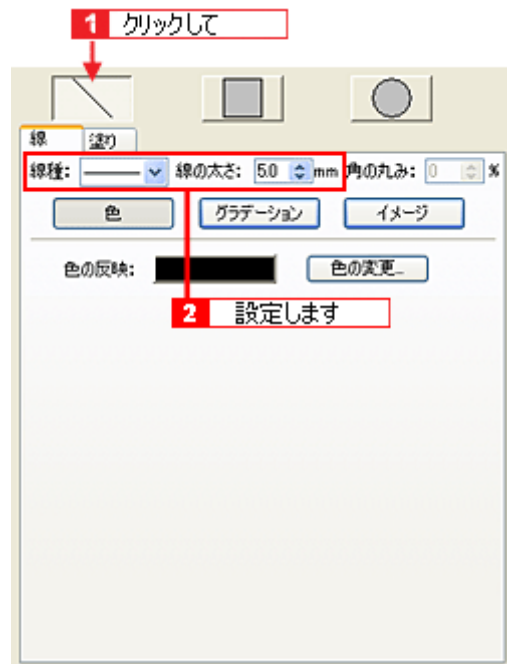 1 クリックして
線 塗り
線種: 線の太さ: 5.0 mm 角の丸み: 0 %
色 グラデーション イメージ
色の反映: 色の変更...
2 設定します